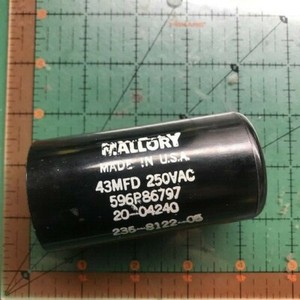 MALLORY
MADE IN U.S.A.
43MFD 250VAC
596P86797
20-04240
235-8122-05